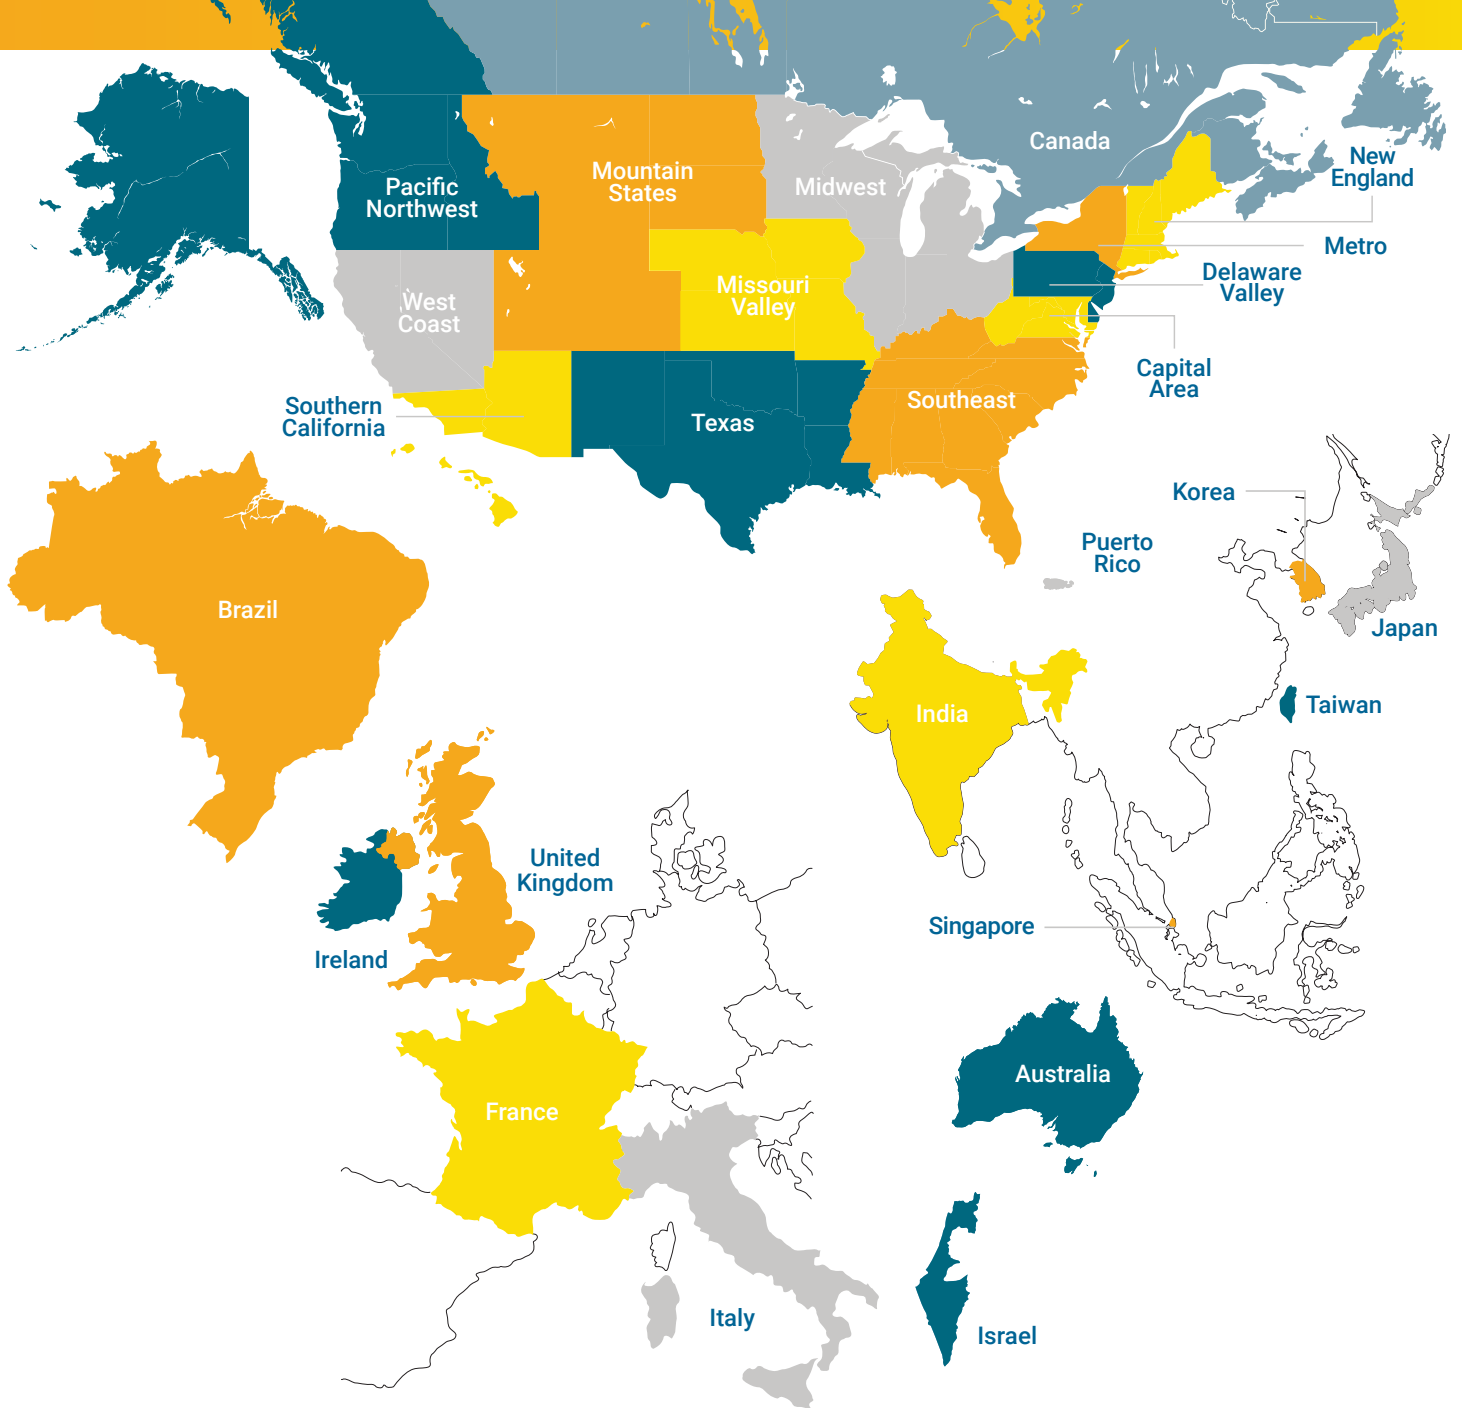 Canada
New
England
Pacific
Northwest
Mountain
States
Midwest
Metro
Delaware
Valley
West
Coast
Missouri
Valley
Capital
Area
Southern
California
Texas
Southeast
Korea
Puerto
Rico
Brazil
Japan
India
Taiwan
United
Kingdom
Singapore
Ireland
Australia
France
Italy
Israel